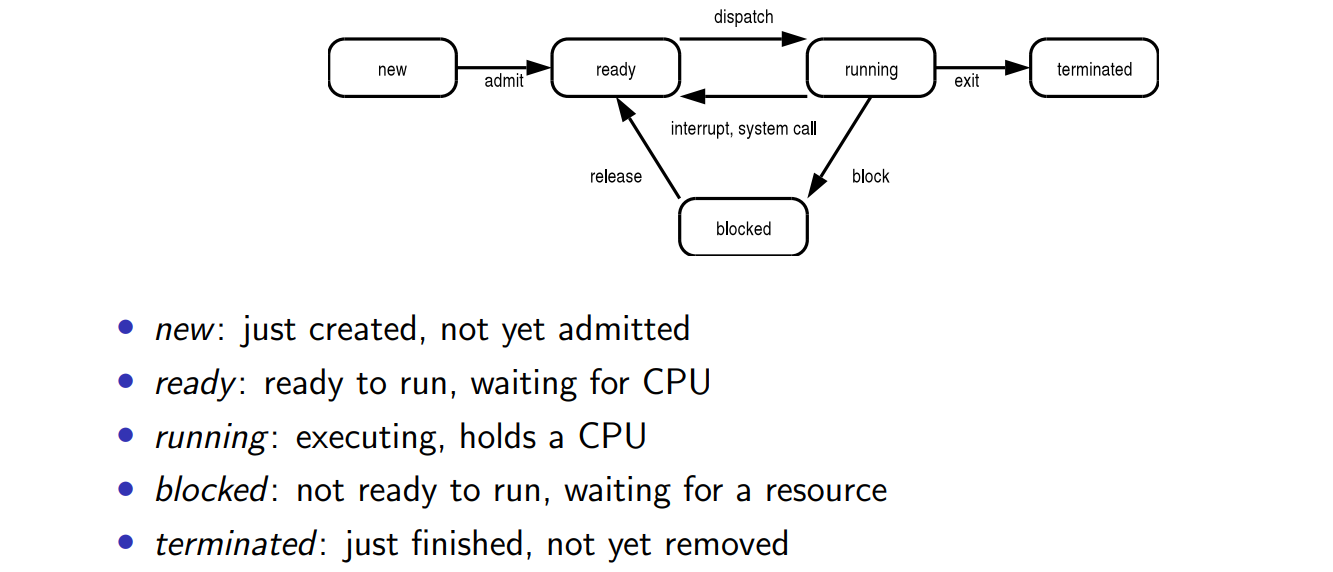 dispatch
new
ready
running
terminated
admit
exit
interrupt, system call
release
block
blocked
• new: just created, not yet admitted
• ready: ready to run, waiting for CPU
• running: executing, holds a CPU
• blocked: not ready to run, waiting for a resource
• terminated: just finished, not yet removed